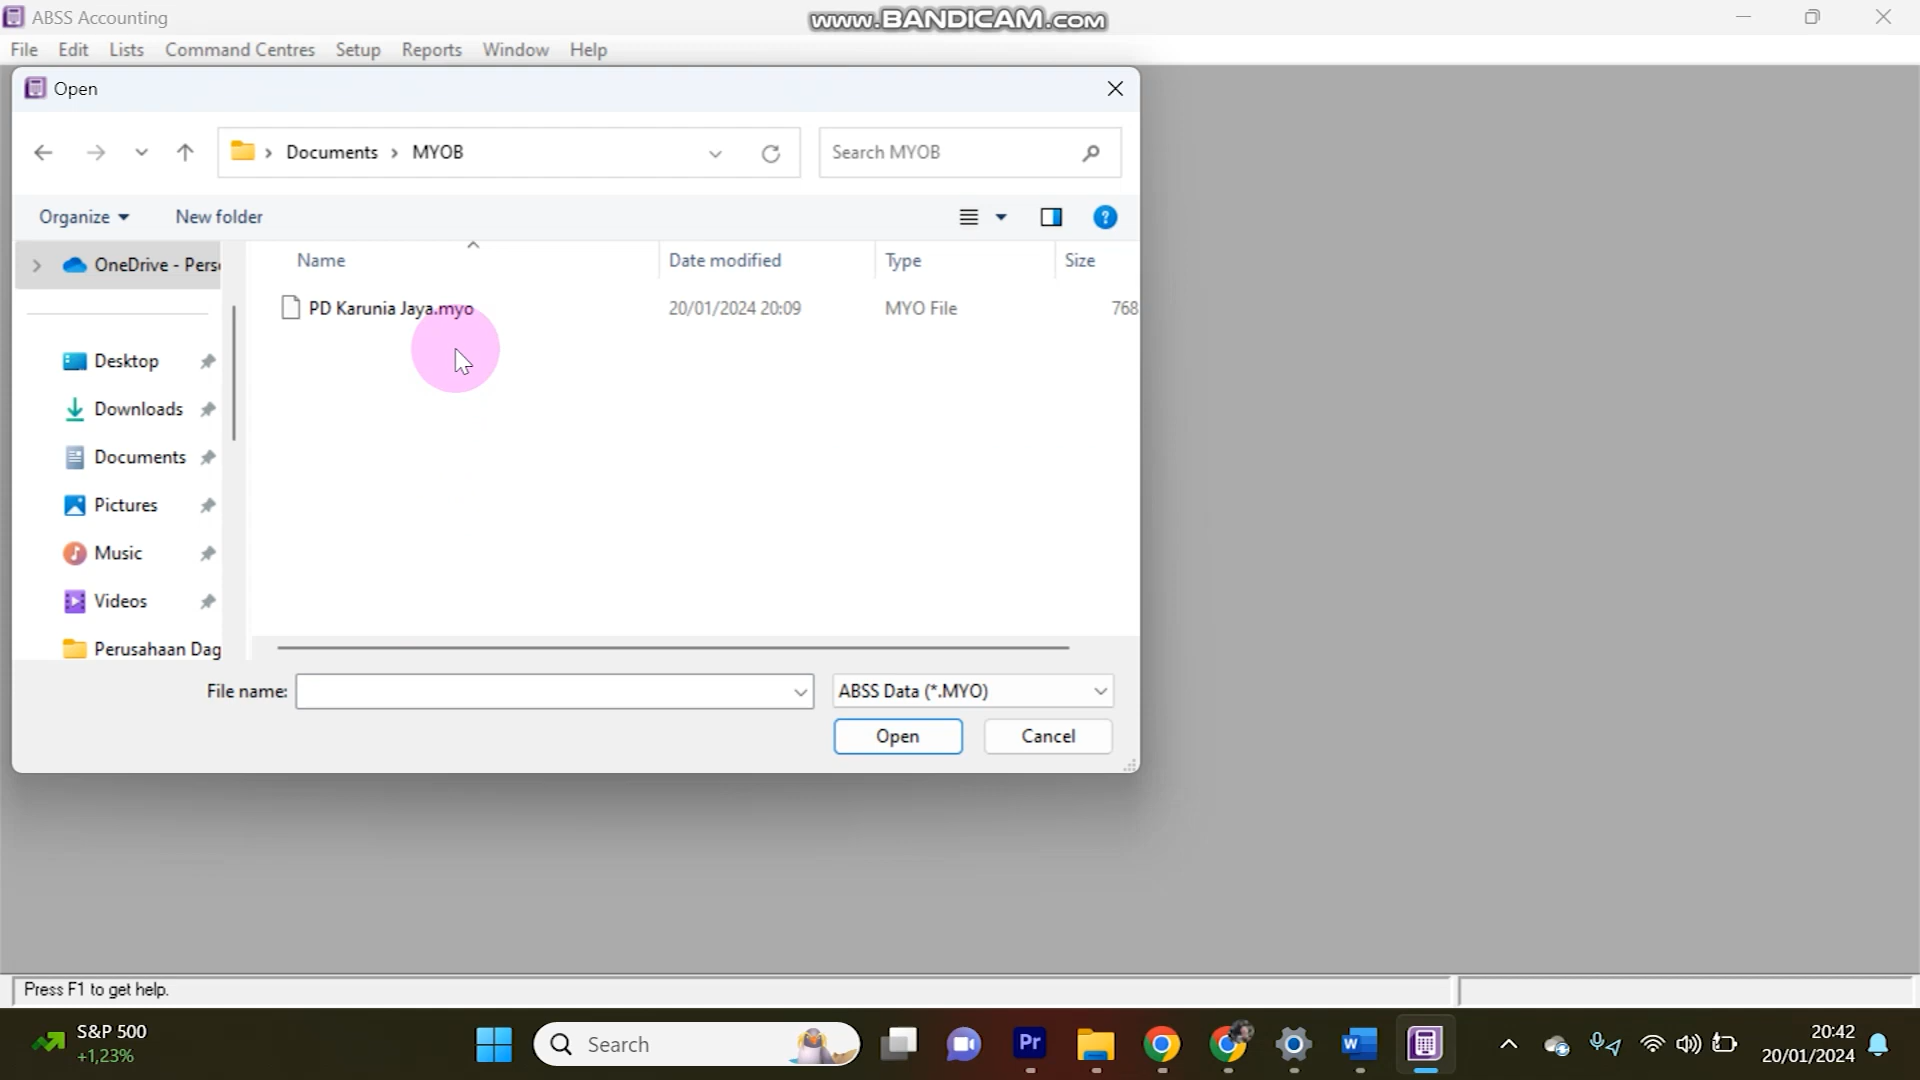 ABSS Accounting
www.BANDICAM.com
File Edit Lists Command Centres Setup Reports Window Help
Open
Documents > MYOB
Search MYOB
Organize New folder
OneDrive - Pers
Name Date modified Type Size
PD Karunia Jaya.myo 20/01/2024 20:09 MYO File 768
Desktop
Downloads
Documents
Pictures
Music
Videos
Perusahaan Dag
File name: ABSS Data (*.MYO)
Open Cancel
Press F1 to get help.
S&P 500
+1,23%
Search
Pr
W
20:42
20/01/2024